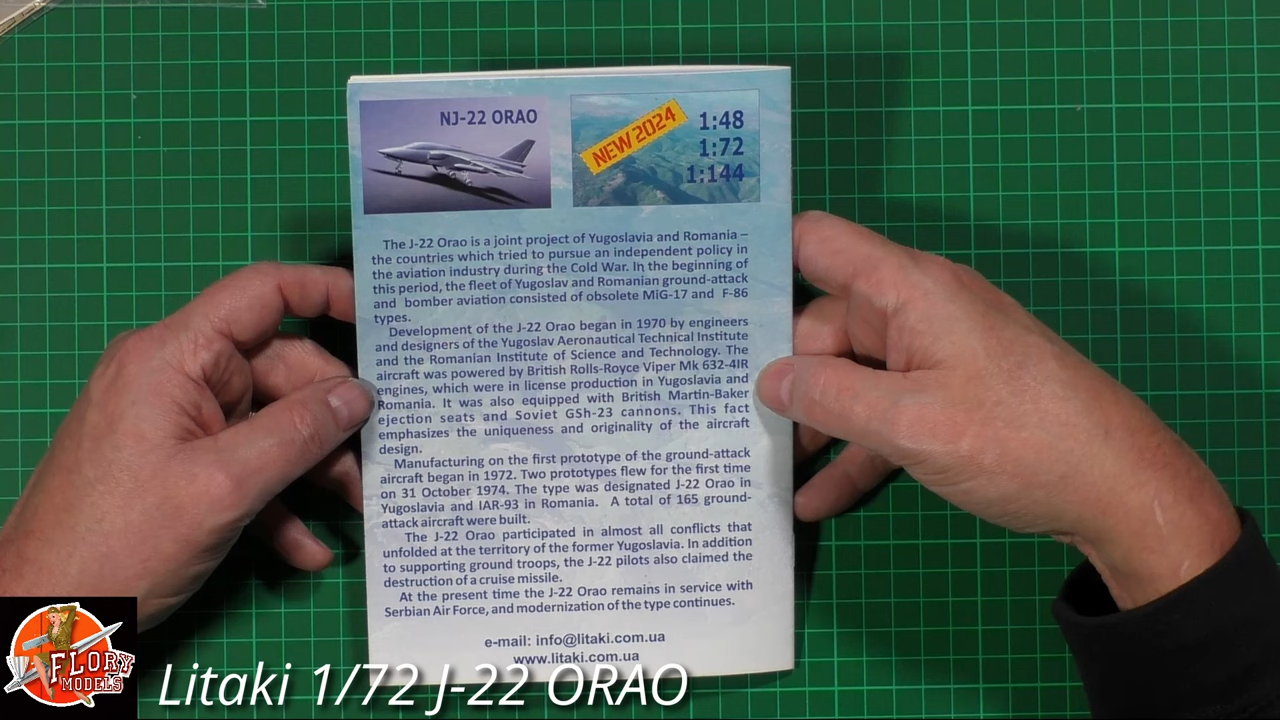 NJ-22 ORAO
NEW 2024
1:48
1:72
1:144
The J-22 Orao is a joint project of Yugoslavia and Romania –
the countries which tried to pursue an independent policy in
the aviation industry during the Cold War. In the beginning of
this period, the fleet of Yugoslav and Romanian ground-attack
and bomber aviation consisted of obsolete MiG-17 and F-86
types.
Development of the J-22 Orao began in 1970 by engineers
and designers of the Yugoslav Aeronautical Technical Institute
and the Romanian Institute of Science and Technology. The
aircraft was powered by British Rolls-Royce Viper Mk 632-4IR
engines, which were in license production in Yugoslavia and
Romania. It was also equipped with British Martin-Baker
ejection seats and Soviet GSh-23 cannons. This fact
emphasizes the uniqueness and originality of the aircraft
design.
Manufacturing on the first prototype of the ground-attack
aircraft began in 1972. Two prototypes flew for the first time
on 31 October 1974. The type was designated J-22 Orao in
Yugoslavia and IAR-93 in Romania. A total of 165 ground-
attack aircraft were built.
The J-22 Orao participated in almost all conflicts that
unfolded at the territory of the former Yugoslavia. In addition
to supporting ground troops, the J-22 pilots also claimed the
destruction of a cruise missile.
At the present time the J-22 Orao remains in service with
Serbian Air Force, and modernization of the type continues.
e-mail: info@litaki.com.ua
www.litaki.com.ua
FLORY
MODELS
Litaki 1/72 J-22 ORAO